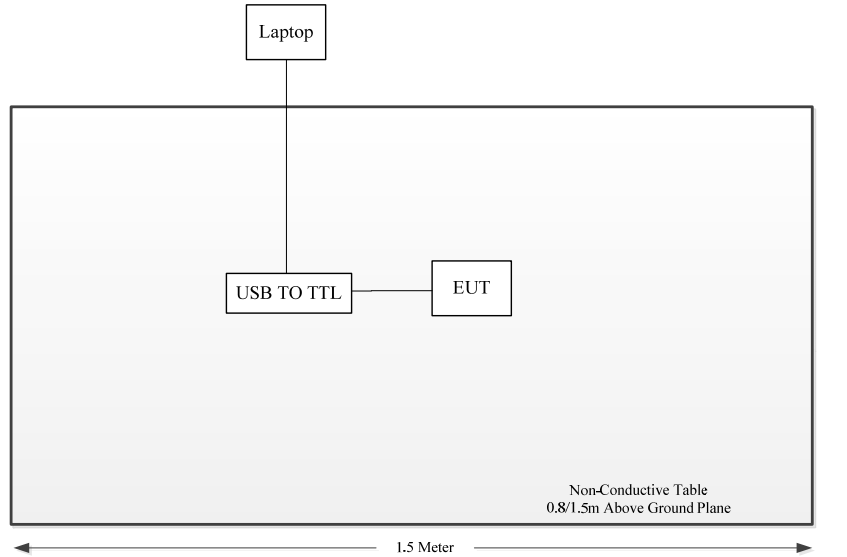 Laptop
USB TO TTL
EUT
Non-Conductive Table
0.8/1.5m Above Ground Plane
1.5 Meter